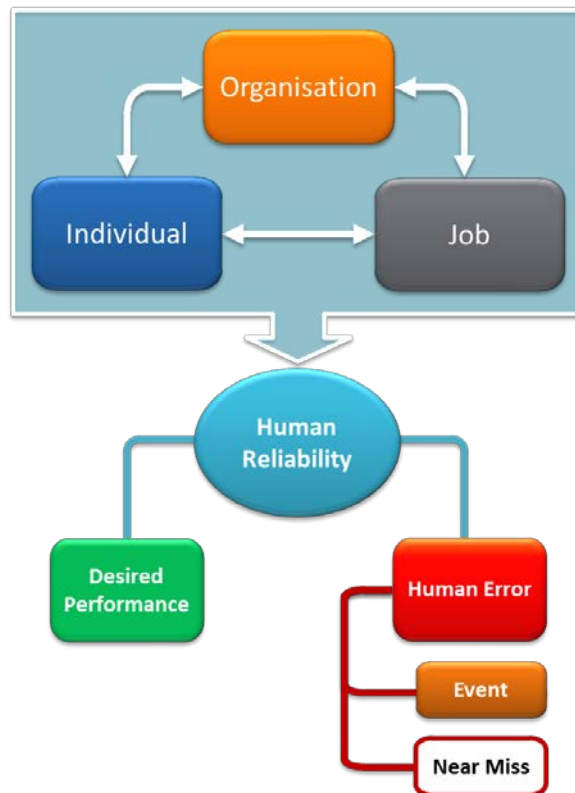 Organisation
Individual
Job
Human
Reliability
Desired
Performance
Human Error
Event
Near Miss